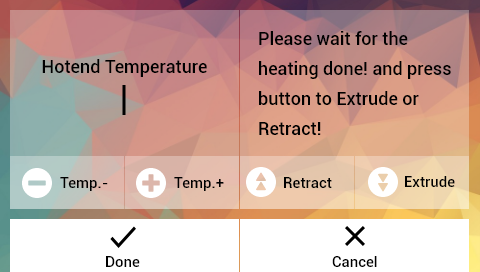 Hotend Temperature
Please wait for the
heating done! and press
button to Extrude or
Retract!
Temp.-
Temp.+
Retract
Extrude
Done
Cancel